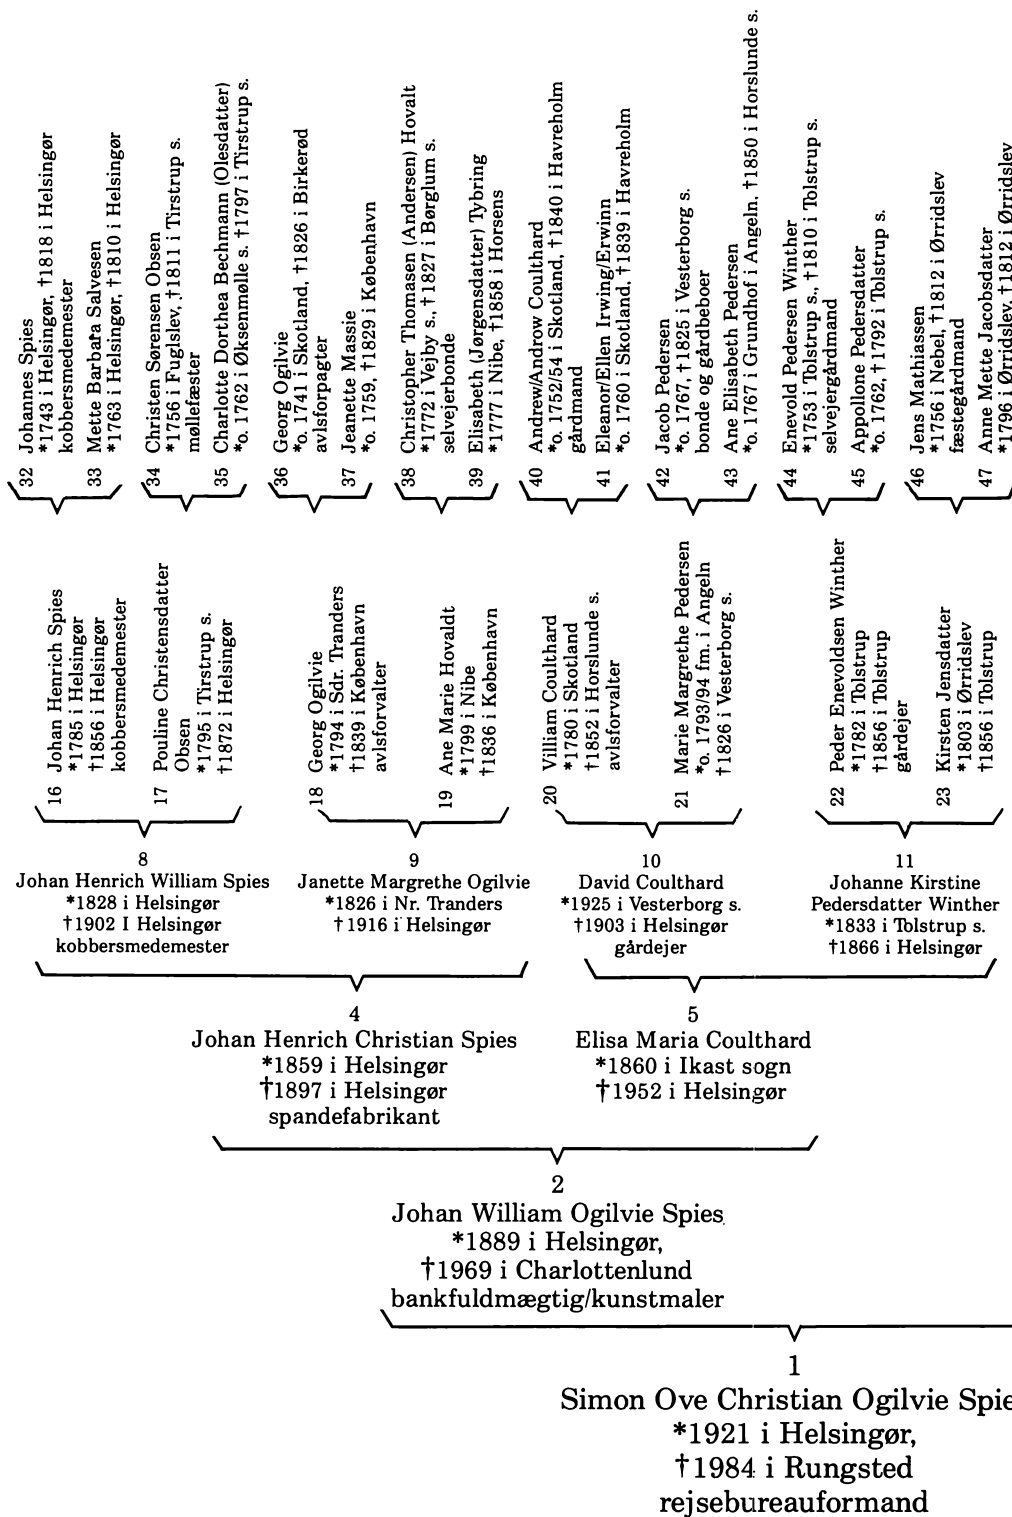 32 Johannes Spies
*1743 i Helsingør, †1818 i Helsingør
kobbersmedemester
33 Mette Barbara Salvesen
*1763 i Helsingør, †1810 i Helsingør
34 Christen Sørensen Obsen
*1756 i Fuglslev, †1811 i Tirstrup s.
møllefæster
35 Charlotte Dorthea Bechmann (Olesdatter)
*o. 1762 i Øksenmølle s. †1797 i Tirstrup s.
36 Georg Ogilvie
*o. 1741 i Skotland, †1826 i Birkerød
avlsforpagter
37 Jeanette Massie
*o. 1759, †1829 i København
38 Christopher Thomasen (Andersen) Hovalt
*1772 i Vejby s., †1827 i Børglum s.
selvejerbonde
39 Elisabeth (Jørgensdatter) Tybring
*1777 i Nibe, †1858 i Horsens
40 Andrew/Androw Coulthard
*o. 1752/54 i Skotland, †1840 i Havreholm
gårdmand
41 Eleanor/Ellen Irwing/Erwinn
*o. 1760 i Skotland, †1839 i Havreholm
42 Jacob Pedersen
*o. 1767, †1825 i Vesterborg s.
bonde og gårdbeboer
43 Ane Elisabeth Pedersen
*o. 1767 i Grundhof i Angeln. †1850 i Horslunde s.
44 Enevold Pedersen Winther
*1753 i Tolstrup s., †1810 i Tolstrup s.
selvejergårdmand
45 Appollone Pedersdatter
*o. 1762, †1792 i Tolstrup s.
46 Jens Mathiassen
*1756 i Nebel, †1812 i Ørridslev
fæstegårdmand
47 Anne Mette Jacobsdatter
*1796 i Ørridslev, †1812 i Ørridslev
16 Johan Henrich Spies
*1785 i Helsingør
†1856 i Helsingør
kobbersmedemester
17 Pouline Christensdatter
Obsen
*1795 i Tirstrup s.
†1872 i Helsingør
18 Georg Ogilvie
*1794 i Sdr. Tranders
†1839 i København
avlsforvalter
19 Ane Marie Hovaldt
*1799 i Nibe
†1836 i København
20 Villiam Coulthard
*1780 i Skotland
†1852 i Horslunde s.
avlsforvalter
21 Marie Margrethe Pedersen
*o. 1793/94 fm. i Angeln
†1826 i Vesterborg s.
22 Peder Enevoldsen Winther
*1782 i Tolstrup
†1856 i Tolstrup
gårdejer
23 Kirsten Jensdatter
*1803 i Ørridslev
†1856 i Tolstrup
8
Johan Henrich William Spies
*1828 i Helsingør
†1902 I Helsingør
kobbersmedemester
9
Janette Margrethe Ogilvie
*1826 i Nr. Tranders
†1916 i Helsingør
10
David Coulthard
*1925 i Vesterborg s.
†1903 i Helsingør
gårdejer
11
Johanne Kirstine
Pedersdatter Winther
*1833 i Tolstrup s.
†1866 i Helsingør
4
Johan Henrich Christian Spies
*1859 i Helsingør
†1897 i Helsingør
spandefabrikant
5
Elisa Maria Coulthard
*1860 i Ikast sogn
†1952 i Helsingør
2
Johan William Ogilvie Spies
*1889 i Helsingør,
†1969 i Charlottenlund
bankfuldmægtig/kunstmaler
1
Simon Ove Christian Ogilvie Spie
*1921 i Helsingør,
†1984 i Rungsted
rejsebureauformand